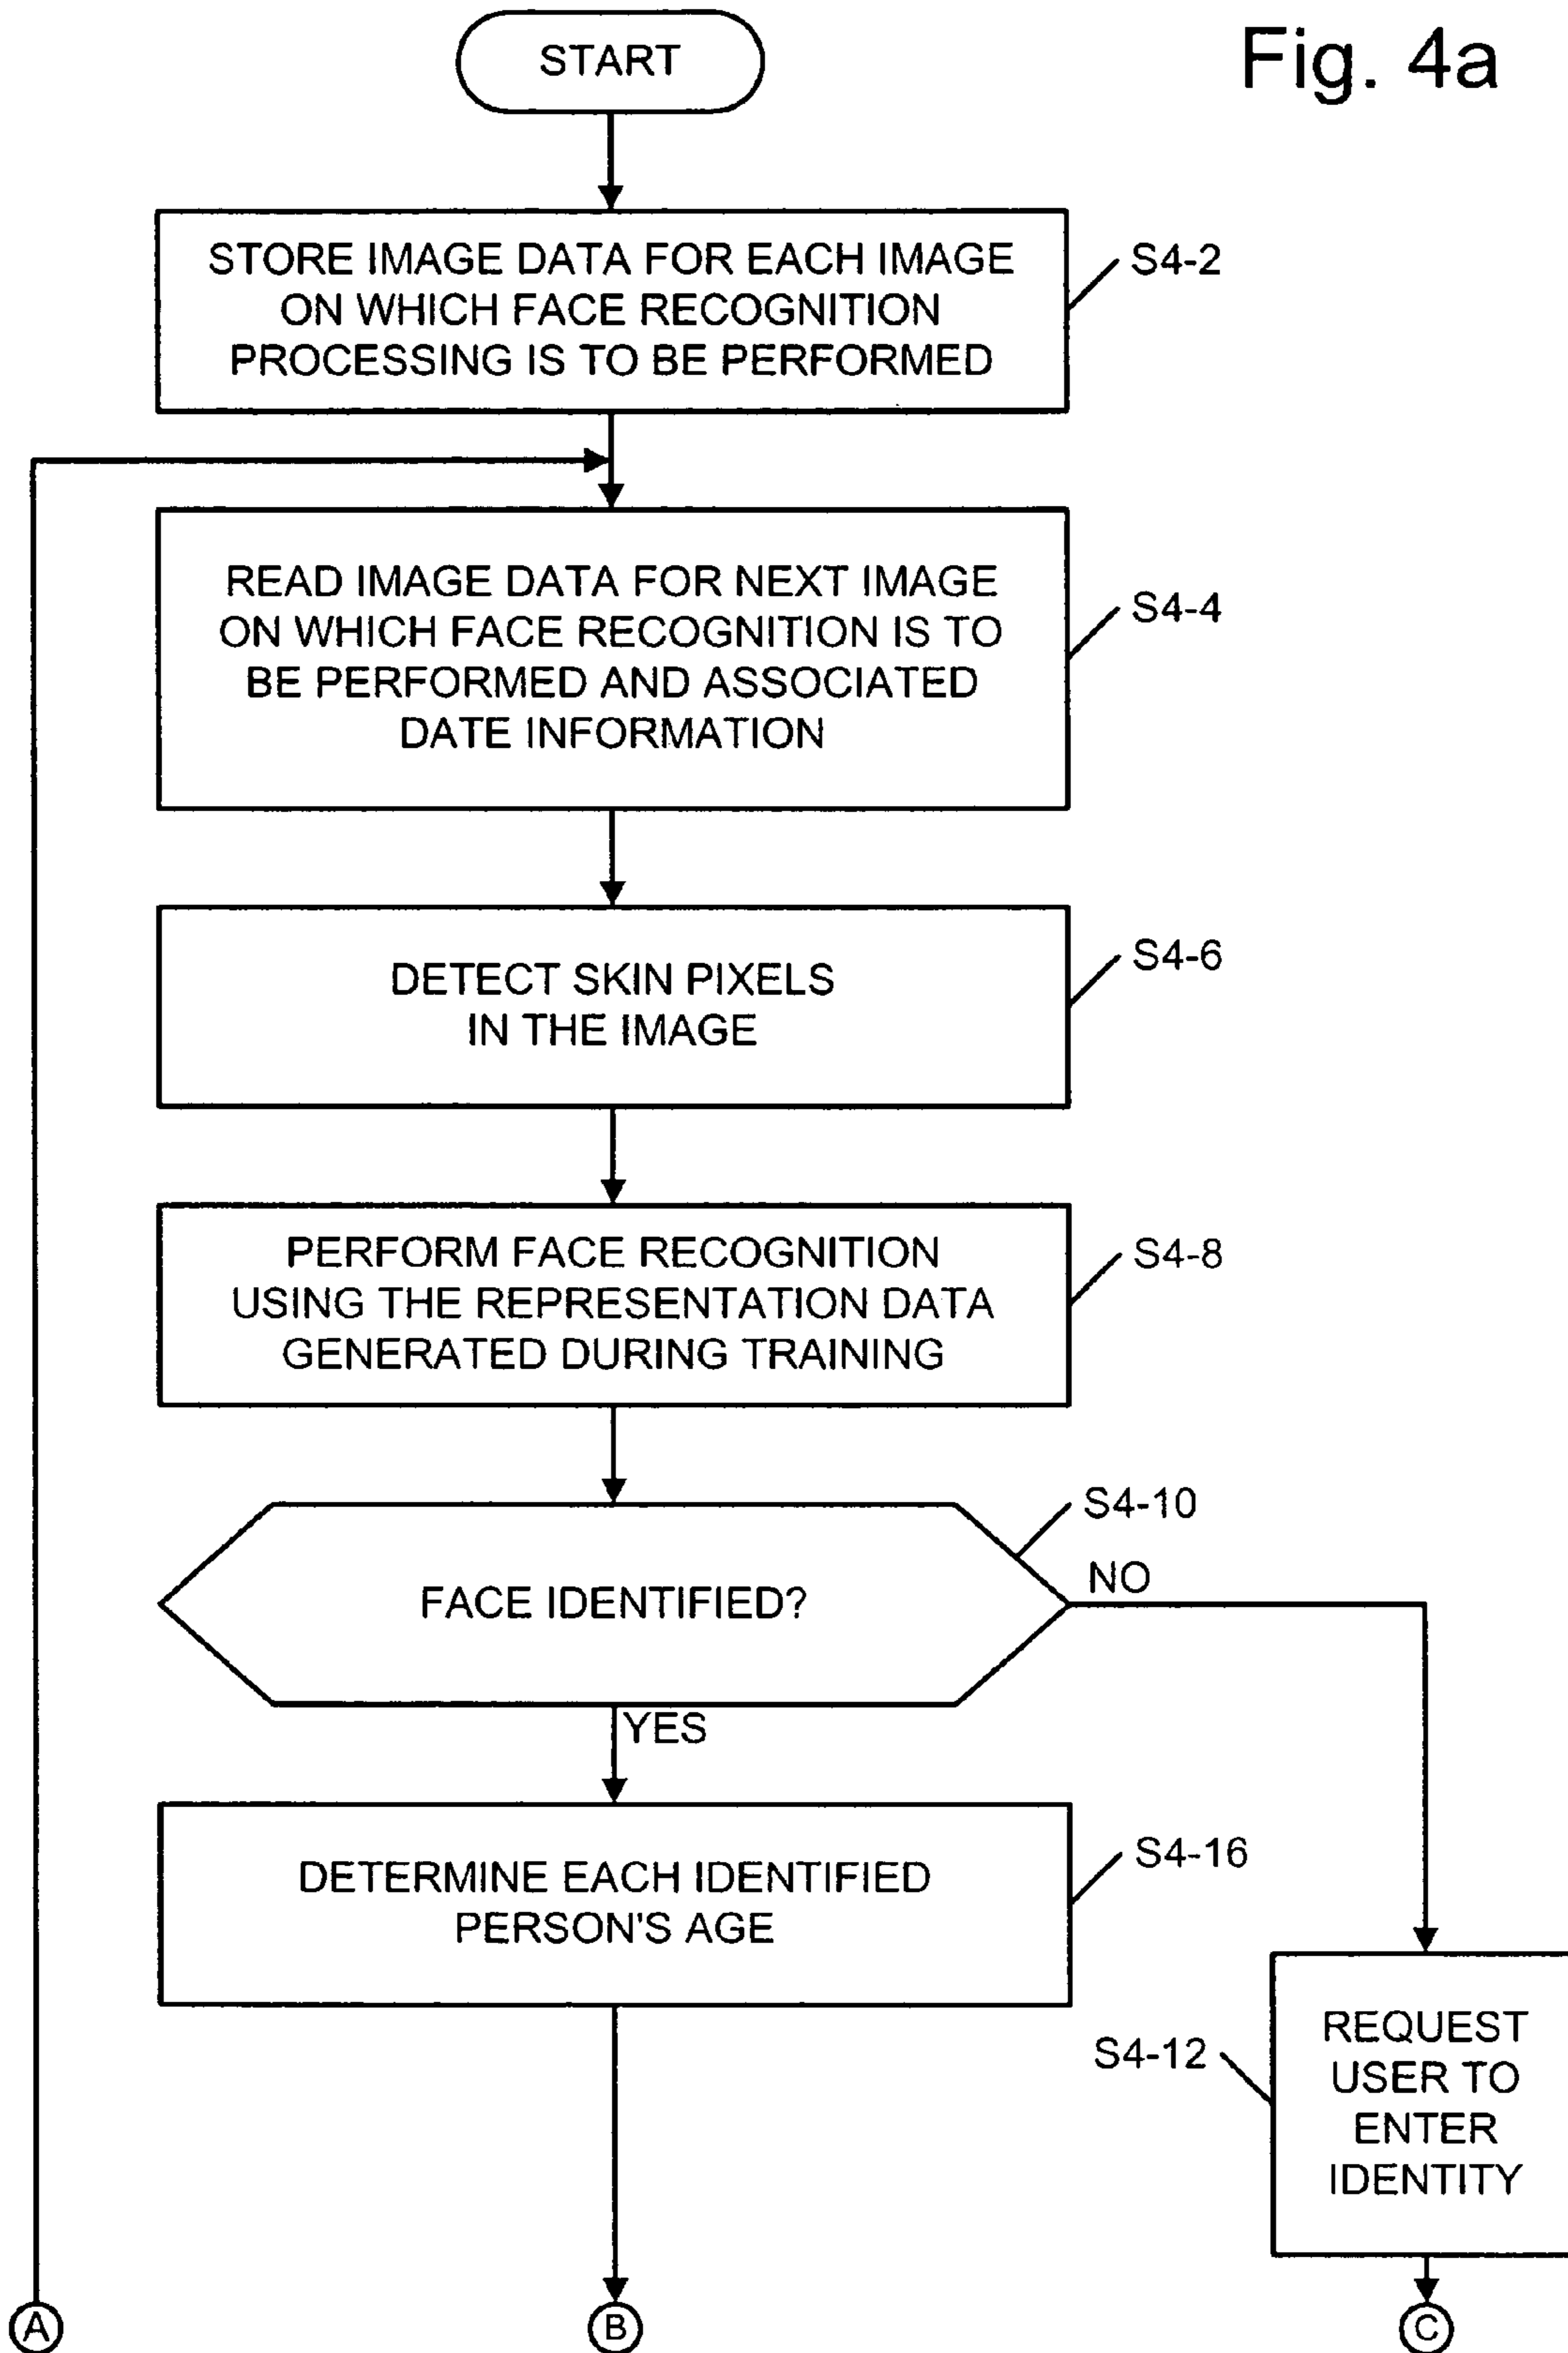 Fig. 4a
START
STORE IMAGE DATA FOR EACH IMAGE
ON WHICH FACE RECOGNITION
PROCESSING IS TO BE PERFORMED
S4-2
READ IMAGE DATA FOR NEXT IMAGE
ON WHICH FACE RECOGNITION IS TO
BE PERFORMED AND ASSOCIATED
DATE INFORMATION
S4-4
DETECT SKIN PIXELS
IN THE IMAGE
S4-6
PERFORM FACE RECOGNITION
USING THE REPRESENTATION DATA
GENERATED DURING TRAINING
S4-8
FACE IDENTIFIED?
S4-10
NO
YES
DETERMINE EACH IDENTIFIED
PERSON'S AGE
S4-16
S4-12
REQUEST
USER TO
ENTER
IDENTITY
A
B
C